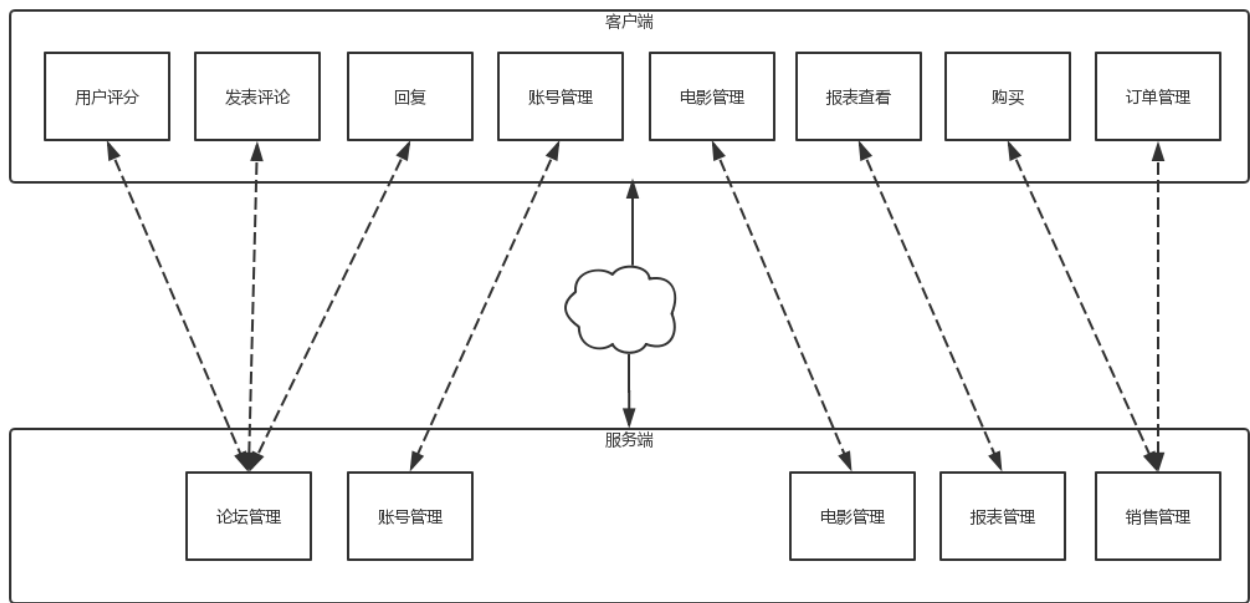 客户端
用户评分
发表评论
回复
账号管理
电影管理
报表查看
购买
订单管理
服务端
论坛管理
账号管理
电影管理
报表管理
销售管理